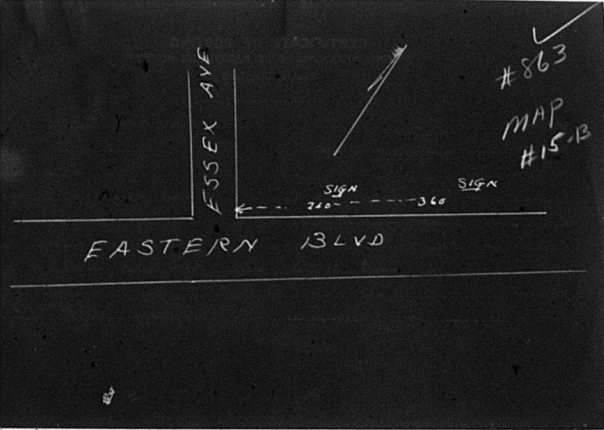 #863
MAP
#15-B
ESSEX AVE
SIGN
SIGN
260
360
EASTERN BLVD